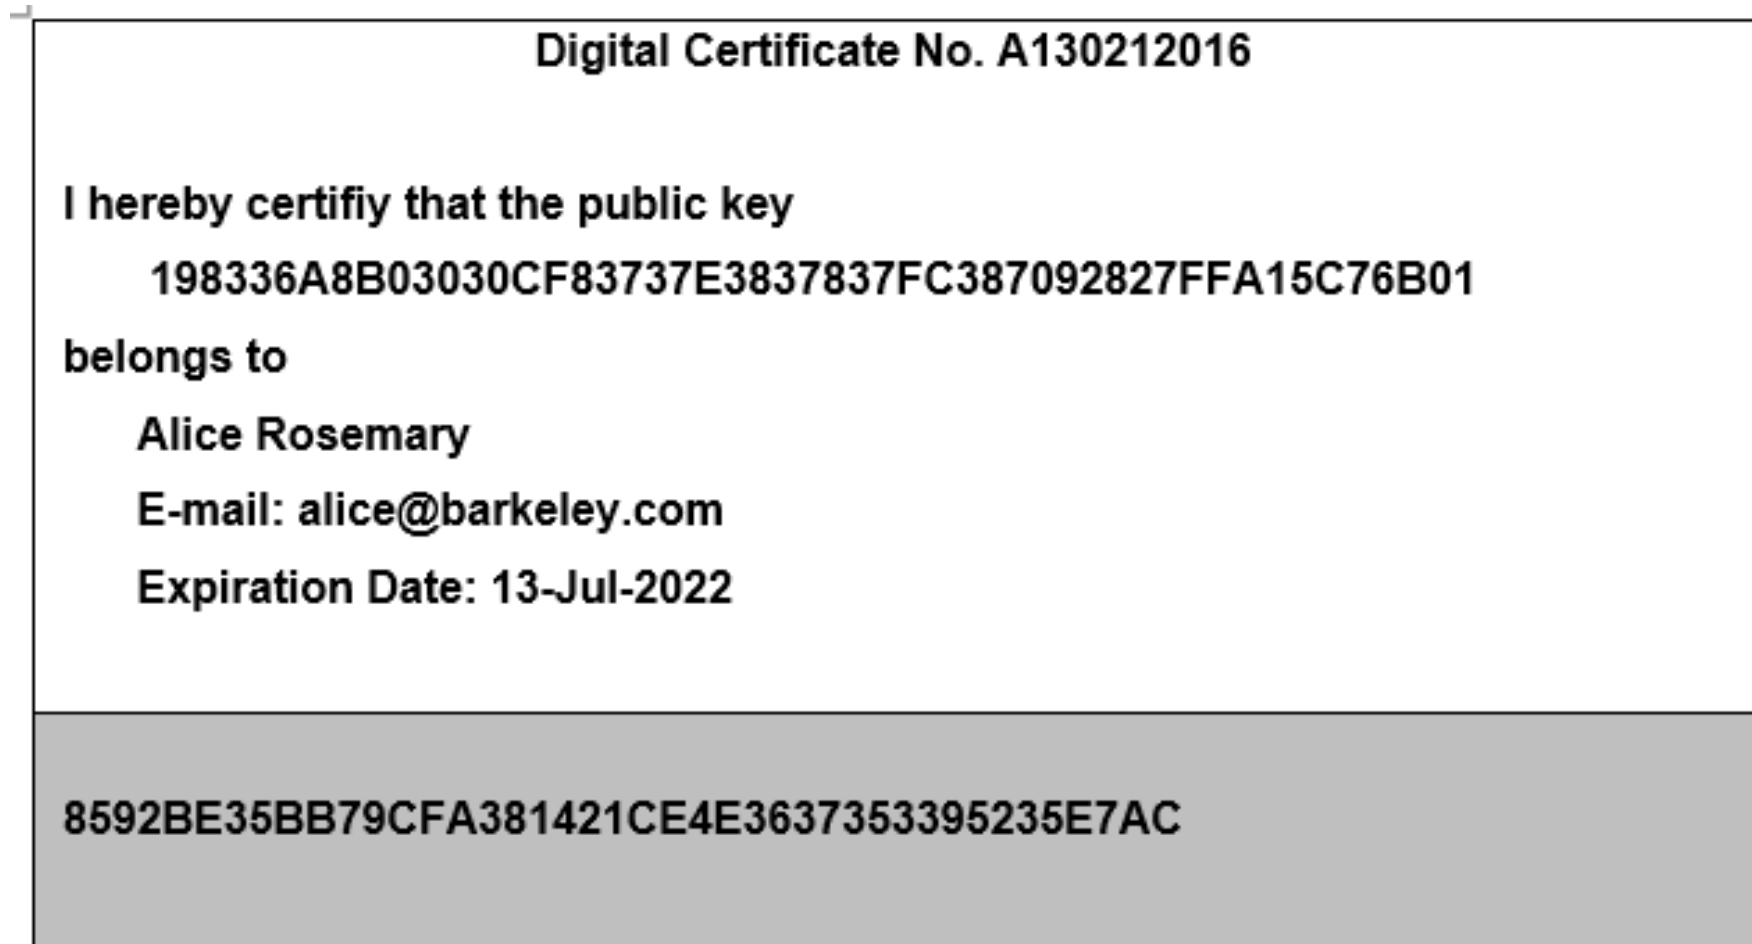 Digital Certificate No. A130212016
I hereby certifiy that the public key
198336A8B03030CF83737E3837837FC387092827FFA15C76B01
belongs to
Alice Rosemary
E-mail: alice@barkeley.com
Expiration Date: 13-Jul-2022
8592BE35BB79CFA381421CE4E3637353395235E7AC